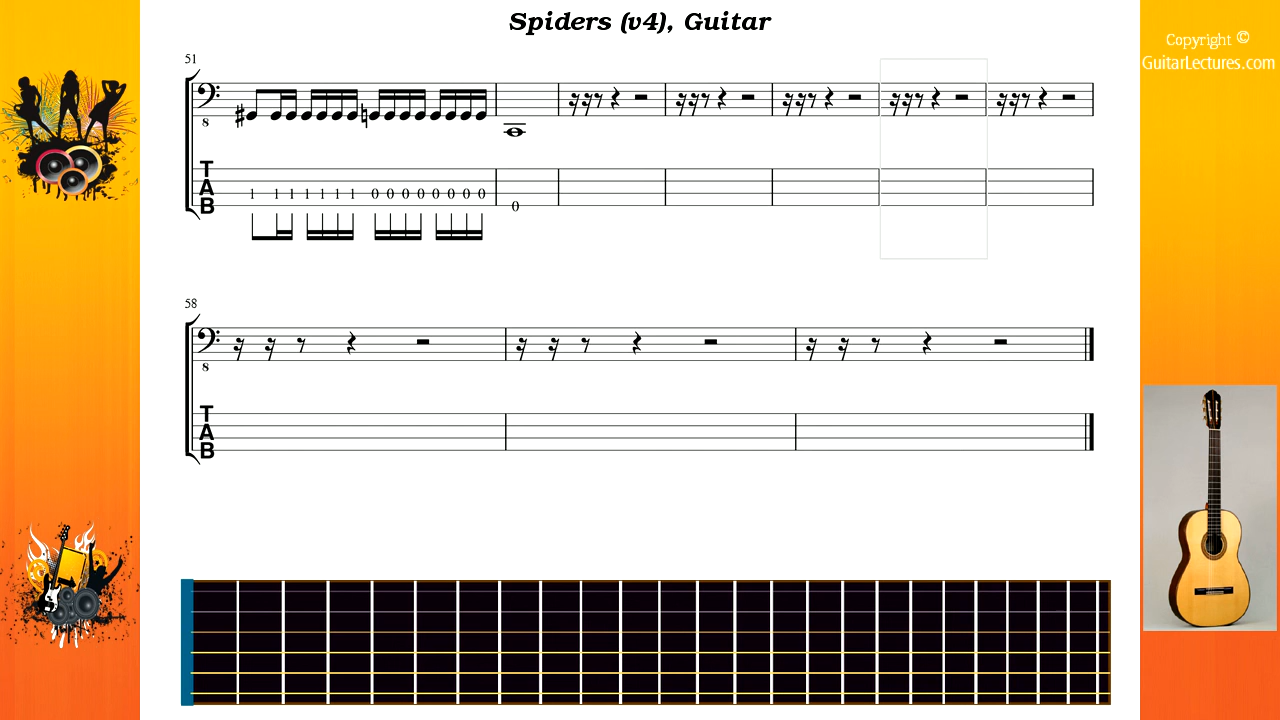 Spiders (v4), Guitar
Copyright ©
GuitarLectures.com
51
8
T
A
B
1 1 1 1 1 1 1 0 0 0 0 0 0 0 0
0
58
8
T
A
B